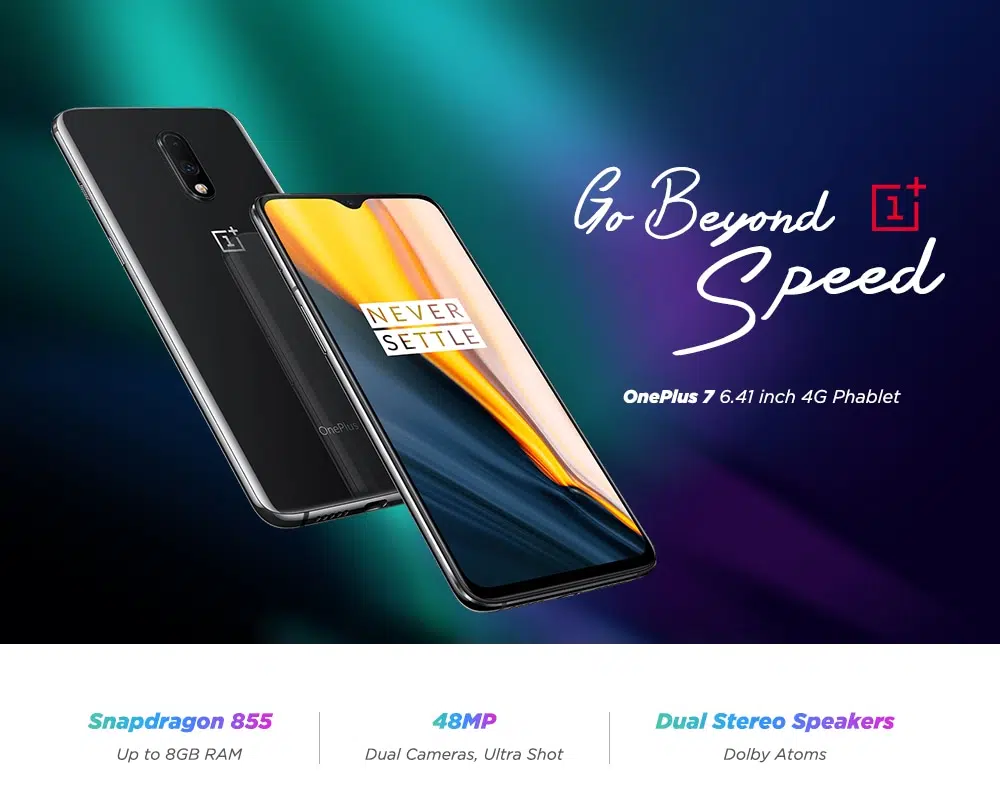 Go Beyond
Speed
OnePlus 7 6.41 inch 4G Phablet
NEVER
SETTLE
OnePlus
Snapdragon 855
Up to 8GB RAM
48MP
Dual Cameras, Ultra Shot
Dual Stereo Speakers
Dolby Atoms